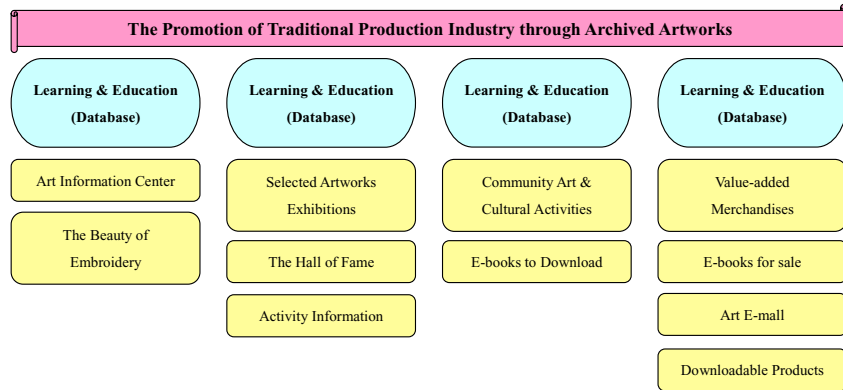 The Promotion of Traditional Production Industry through Archived Artworks
Learning & Education
(Database)
Art Information Center
The Beauty of
Embroidery
Learning & Education
(Database)
Selected Artworks
Exhibitions
The Hall of Fame
Activity Information
Learning & Education
(Database)
Community Art &
Cultural Activities
E-books to Download
Learning & Education
(Database)
Value-added
Merchandises
E-books for sale
Art E-mall
Downloadable Products